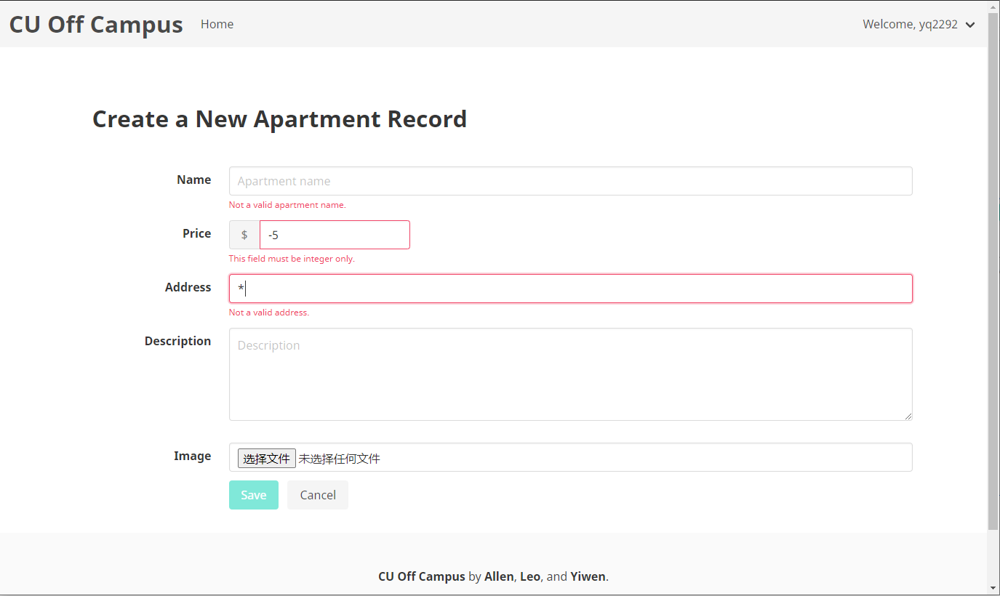 CU Off Campus Home Welcome, yq2292
Create a New Apartment Record
Name Apartment name
Not a valid apartment name.
Price $ -5
This field must be integer only.
Address *
Not a valid address.
Description Description
Image 选择文件 未选择任何文件
Save Cancel
CU Off Campus by Allen, Leo, and Yiwen.